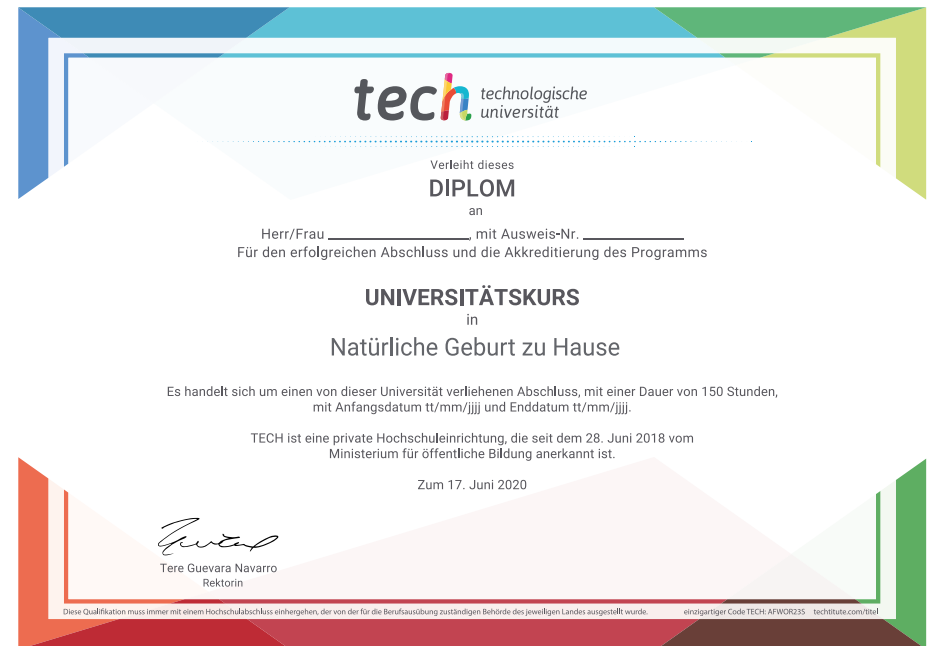 tech technologische
universität
Verleiht dieses
DIPLOM
an
Herr/Frau __________________, mit Ausweis-Nr. _____________
Für den erfolgreichen Abschluss und die Akkreditierung des Programms
UNIVERSITÄTSKURS
in
Natürliche Geburt zu Hause
Es handelt sich um einen von dieser Universität verliehenen Abschluss, mit einer Dauer von 150 Stunden,
mit Anfangsdatum tt/mm/jjjj und Enddatum tt/mm/jjjj.
TECH ist eine private Hochschuleinrichtung, die seit dem 28. Juni 2018 vom
Ministerium für öffentliche Bildung anerkannt ist.
Zum 17. Juni 2020
Tere Guevara Navarro
Rektorin
Diese Qualifikation muss immer mit einem Hochschulabschluss einhergehen, der von der für die Berufsausübung zuständigen Behörde des jeweiligen Landes ausgestellt wurde. einzigartiger Code TECH: AFWOR23S techtitute.com/titel